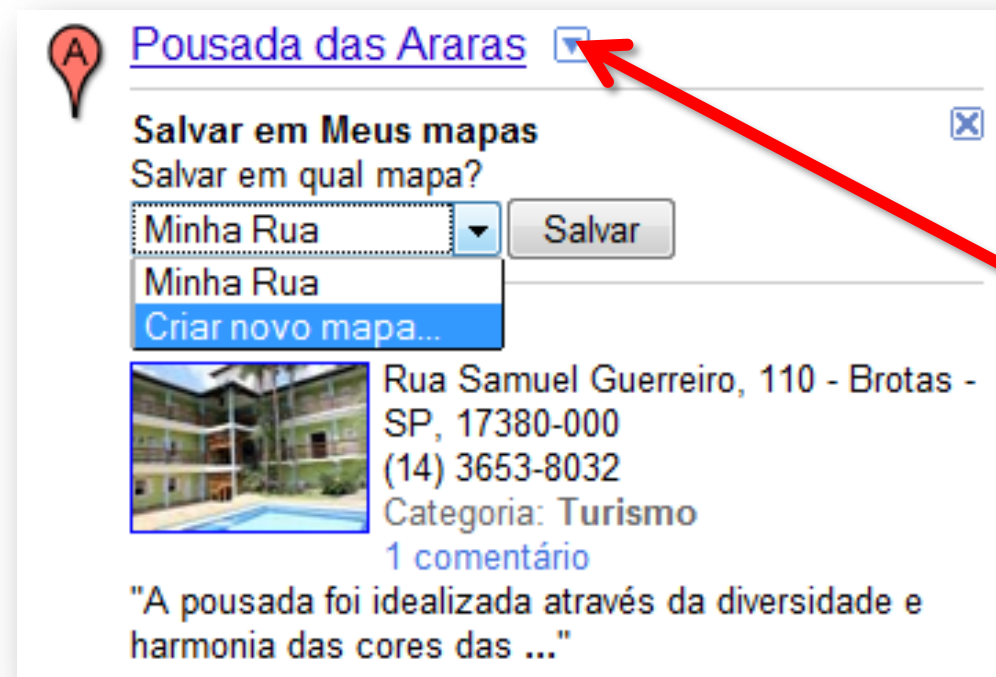 A
Pousada das Araras
Salvar em Meus mapas
Salvar em qual mapa?
Minha Rua
Salvar
Minha Rua
Criar novo mapa...
Rua Samuel Guerreiro, 110 - Brotas -
SP, 17380-000
(14) 3653-8032
Categoria: Turismo
1 comentário
"A pousada foi idealizada através da diversidade e
harmonia das cores das ..."